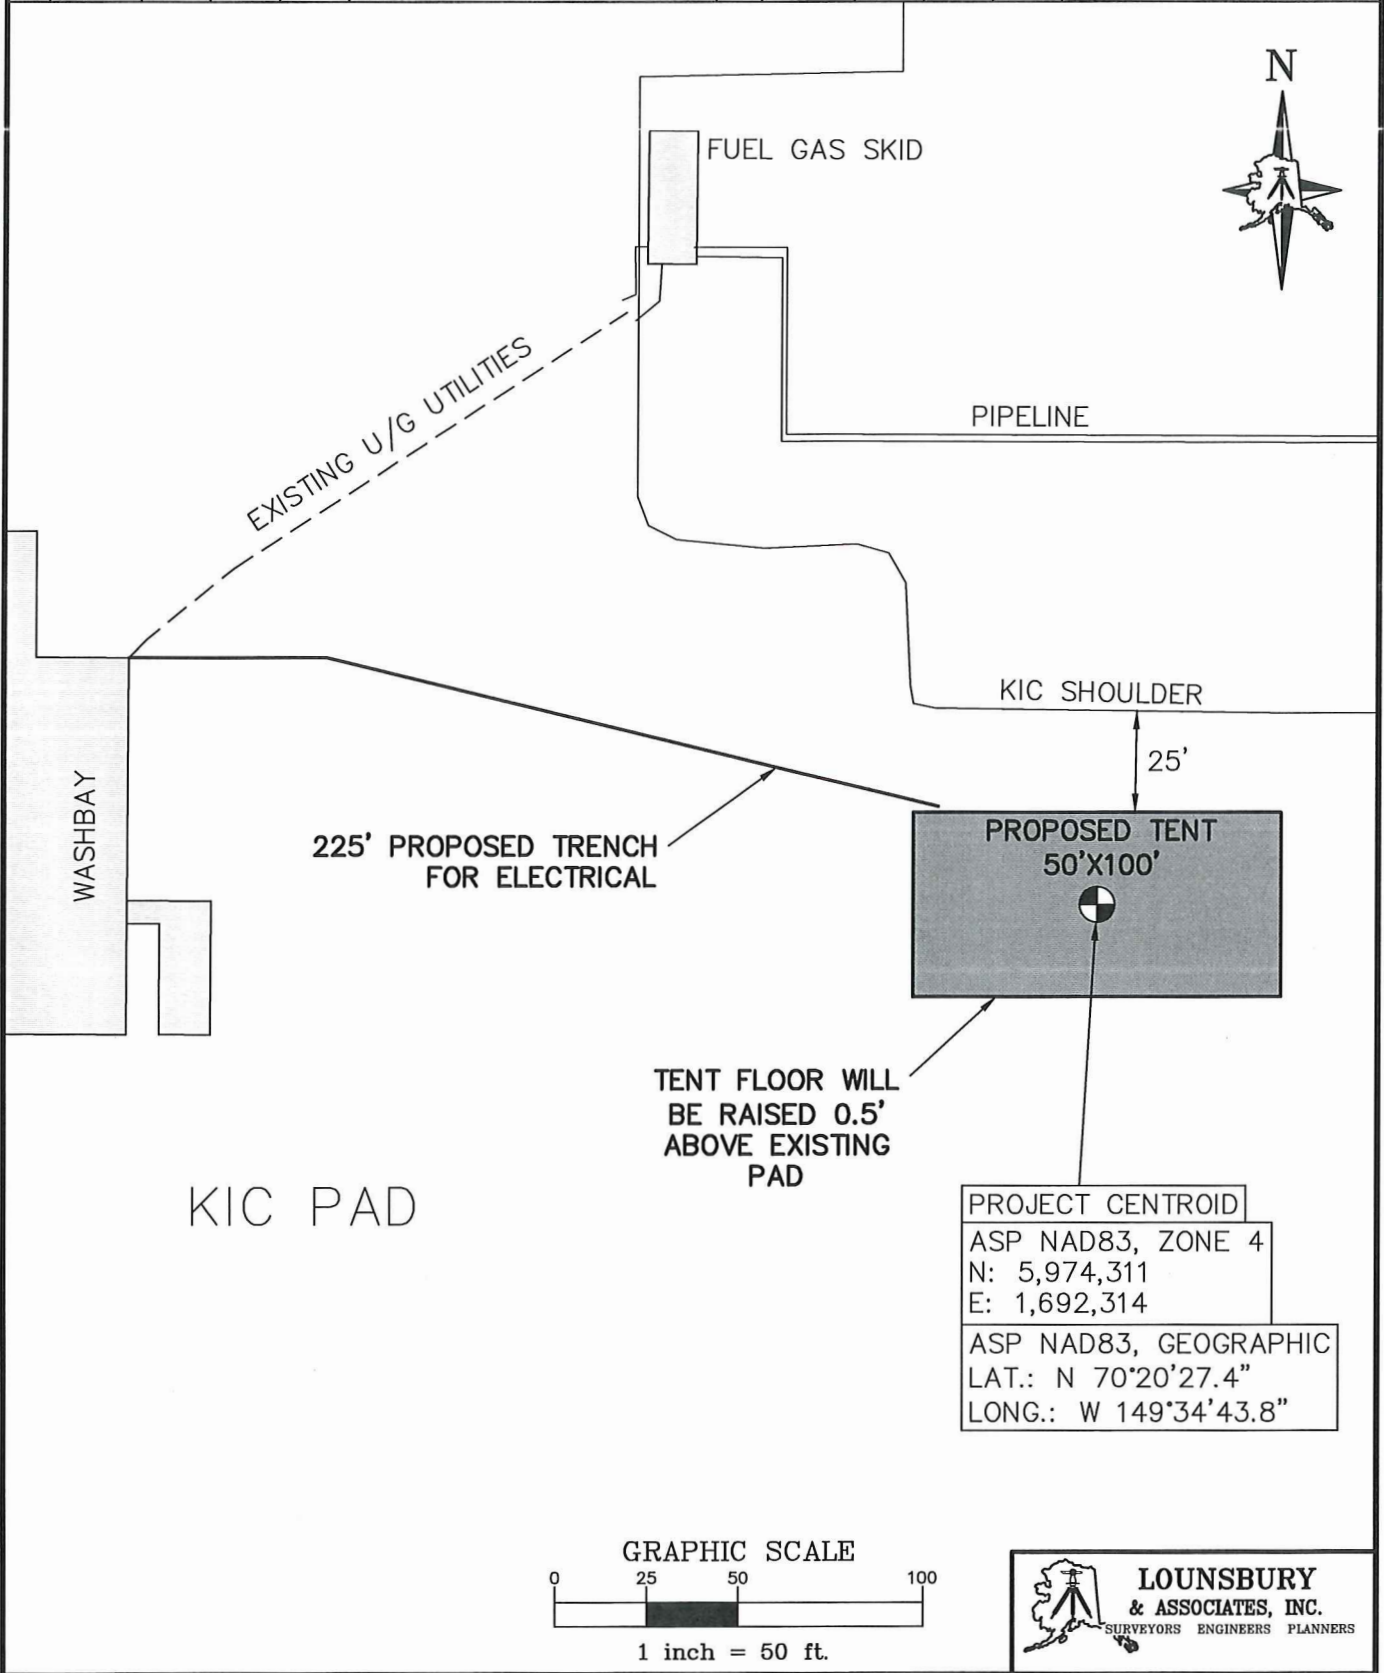 N
FUEL GAS SKID
EXISTING U/G UTILITIES
PIPELINE
KIC SHOULDER
25'
WASHBAY
225' PROPOSED TRENCH
FOR ELECTRICAL
PROPOSED TENT
50'X100'
TENT FLOOR WILL
BE RAISED 0.5'
ABOVE EXISTING
PAD
KIC PAD
PROJECT CENTROID
ASP NAD83, ZONE 4
N: 5,974,311
E: 1,692,314
ASP NAD83, GEOGRAPHIC
LAT.: N 70°20'27.4"
LONG.: W 149°34'43.8"
GRAPHIC SCALE
0 25 50 100
1 inch = 50 ft.
LOUNSBURY
& ASSOCIATES, INC.
SURVEYORS ENGINEERS PLANNERS